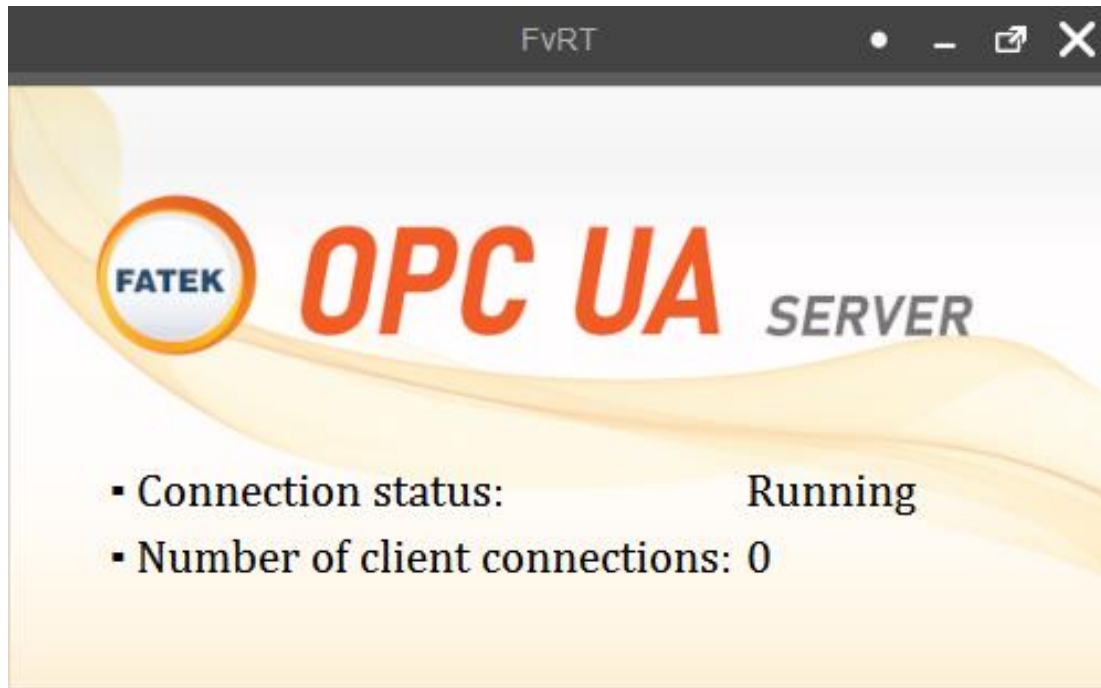 FvRT
FATEK
OPC UA SERVER
▪ Connection status: Running
▪ Number of client connections: 0